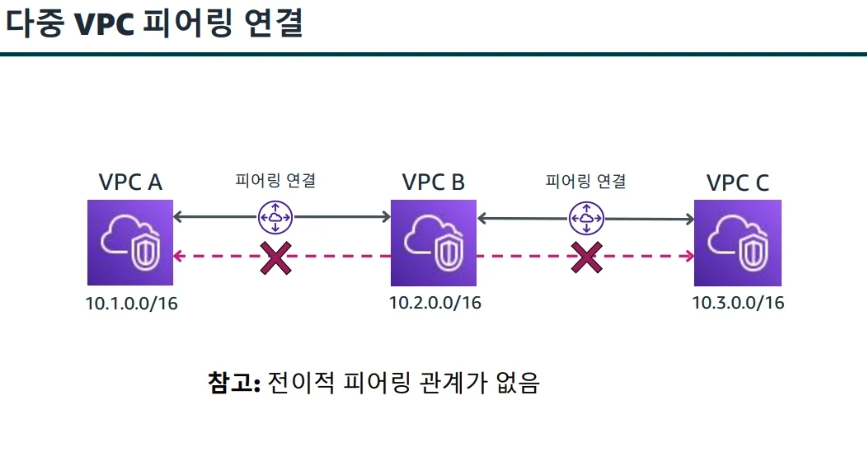 다중 VPC 피어링 연결
VPC A
피어링 연결
VPC B
피어링 연결
VPC C
10.1.0.0/16
10.2.0.0/16
10.3.0.0/16
참고: 전이적 피어링 관계가 없음